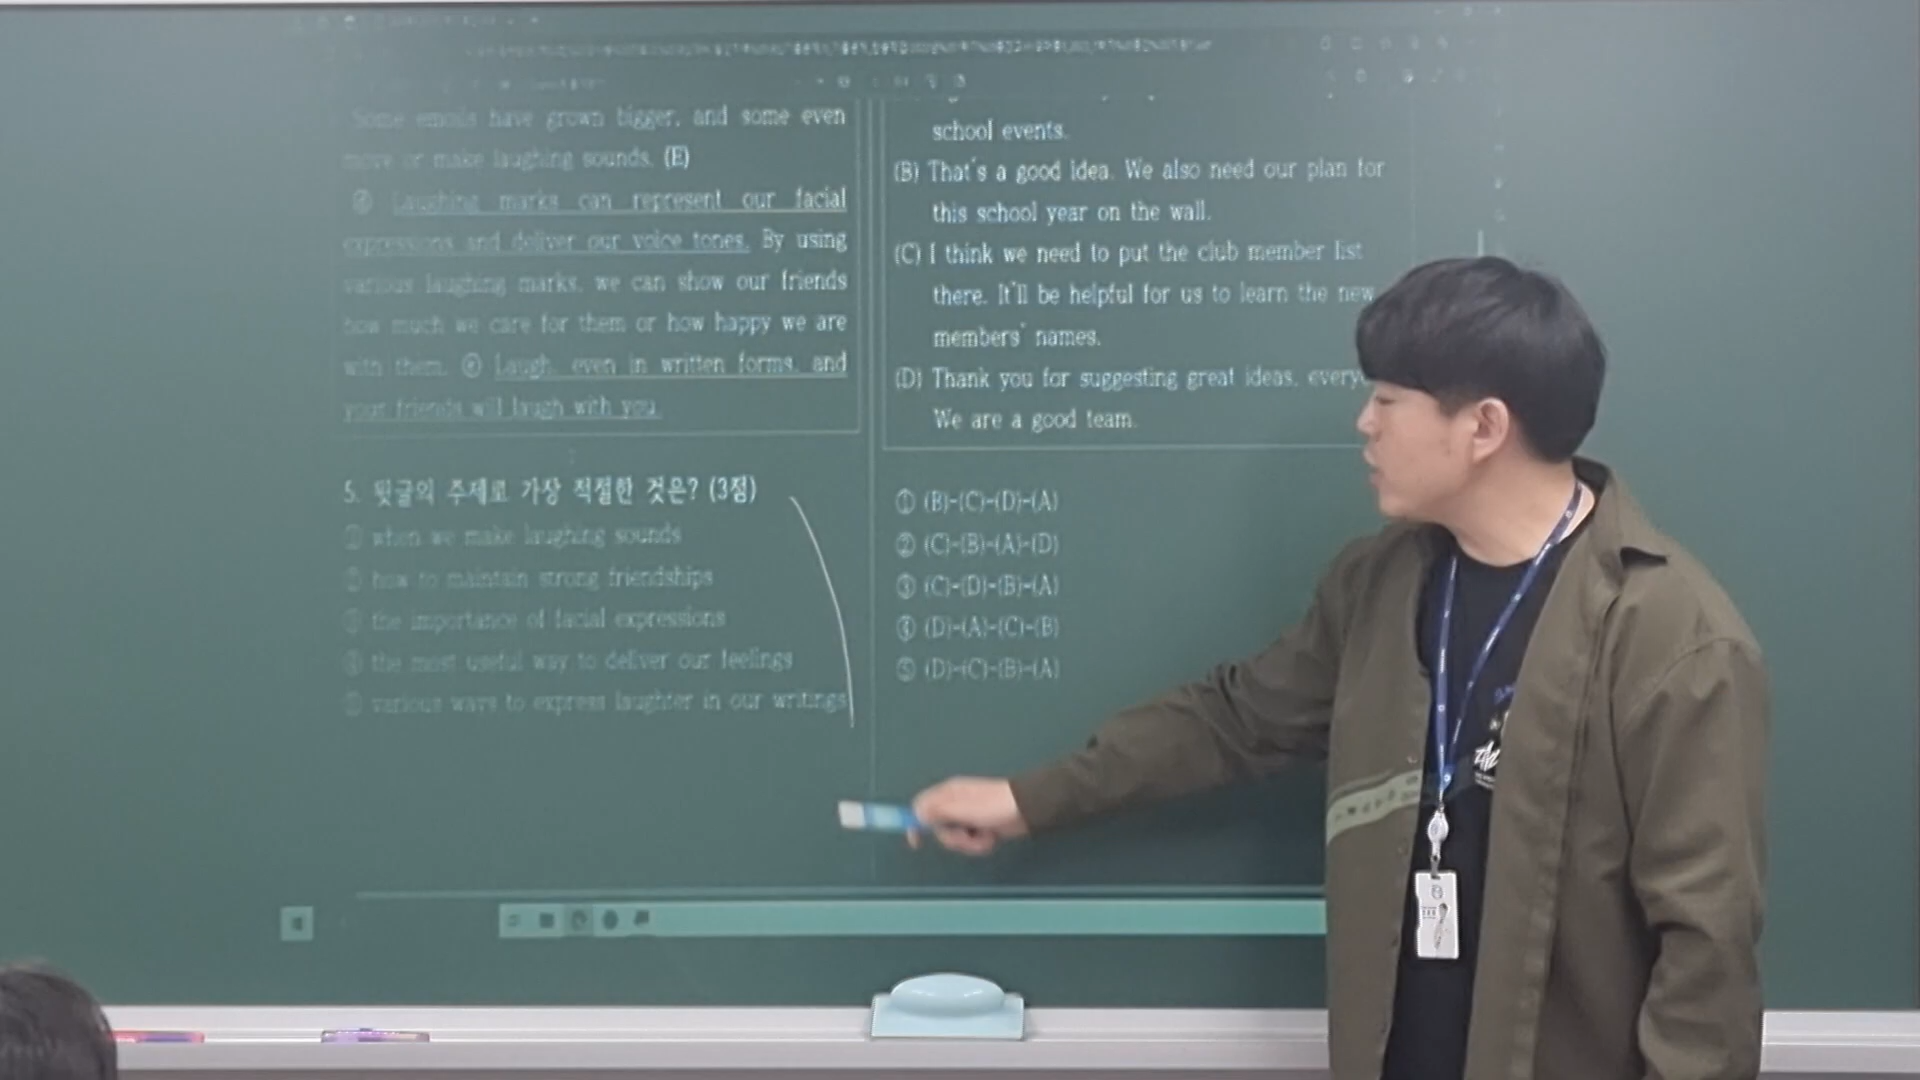 Some emojis have grown bigger, and some even
move or make laughing sounds. (E)
ⓓ Laughing marks can represent our facial
expressions and deliver our voice tones. By using
various laughing marks, we can show our friends
how much we care for them or how happy we are
with them. ⓔ Laugh, even in written forms, and
your friends will laugh with you.
5. 윗글의 주제로 가장 적절한 것은? (3점)
① when we make laughing sounds
② how to maintain strong friendships
③ the importance of facial expressions
④ the most useful way to deliver our feelings
⑤ various ways to express laughter in our writings
school events.
(B) That's a good idea. We also need our plan for
this school year on the wall.
(C) I think we need to put the club member list
there. It'll be helpful for us to learn the new
members' names.
(D) Thank you for suggesting great ideas,
We are a good team.
① (B)-(C)-(D)-(A)
② (C)-(B)-(A)-(D)
③ (C)-(D)-(B)-(A)
④ (D)-(A)-(C)-(B)
⑤ (D)-(C)-(B)-(A)